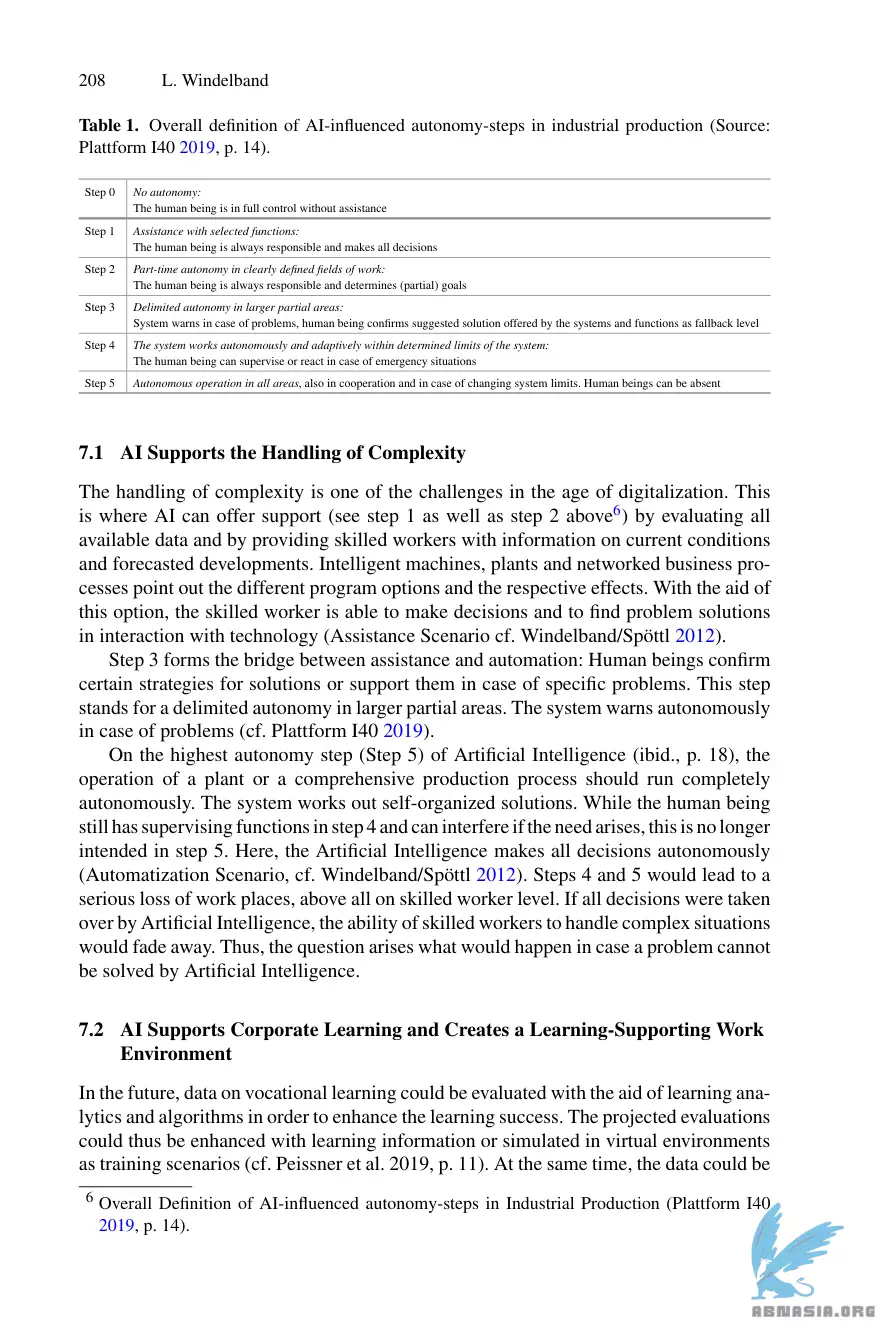 208 L. Windelband
Table 1. Overall definition of AI-influenced autonomy-steps in industrial production (Source:
Plattform I40 2019, p. 14).
Step 0 No autonomy:
The human being is in full control without assistance
Step 1 Assistance with selected functions:
The human being is always responsible and makes all decisions
Step 2 Part-time autonomy in clearly defined fields of work:
The human being is always responsible and determines (partial) goals
Step 3 Delimited autonomy in larger partial areas:
System warns in case of problems, human being confirms suggested solution offered by the systems and functions as fallback level
Step 4 The system works autonomously and adaptively within determined limits of the system:
The human being can supervise or react in case of emergency situations
Step 5 Autonomous operation in all areas, also in cooperation and in case of changing system limits. Human beings can be absent
7.1 AI Supports the Handling of Complexity
The handling of complexity is one of the challenges in the age of digitalization. This
is where AI can offer support (see step 1 as well as step 2 above6) by evaluating all
available data and by providing skilled workers with information on current conditions
and forecasted developments. Intelligent machines, plants and networked business pro-
cesses point out the different program options and the respective effects. With the aid of
this option, the skilled worker is able to make decisions and to find problem solutions
in interaction with technology (Assistance Scenario cf. Windelband/Spöttl 2012).
Step 3 forms the bridge between assistance and automation: Human beings confirm
certain strategies for solutions or support them in case of specific problems. This step
stands for a delimited autonomy in larger partial areas. The system warns autonomously
in case of problems (cf. Plattform I40 2019).
On the highest autonomy step (Step 5) of Artificial Intelligence (ibid., p. 18), the
operation of a plant or a comprehensive production process should run completely
autonomously. The system works out self-organized solutions. While the human being
still has supervising functions in step 4 and can interfere if the need arises, this is no longer
intended in step 5. Here, the Artificial Intelligence makes all decisions autonomously
(Automatization Scenario, cf. Windelband/Spöttl 2012). Steps 4 and 5 would lead to a
serious loss of work places, above all on skilled worker level. If all decisions were taken
over by Artificial Intelligence, the ability of skilled workers to handle complex situations
would fade away. Thus, the question arises what would happen in case a problem cannot
be solved by Artificial Intelligence.
7.2 AI Supports Corporate Learning and Creates a Learning-Supporting Work
Environment
In the future, data on vocational learning could be evaluated with the aid of learning ana-
lytics and algorithms in order to enhance the learning success. The projected evaluations
could thus be enhanced with learning information or simulated in virtual environments
as training scenarios (cf. Peissner et al. 2019, p. 11). At the same time, the data could be
6 Overall Definition of AI-influenced autonomy-steps in Industrial Production (Plattform I40
2019, p. 14).
ABNASIA.ORG